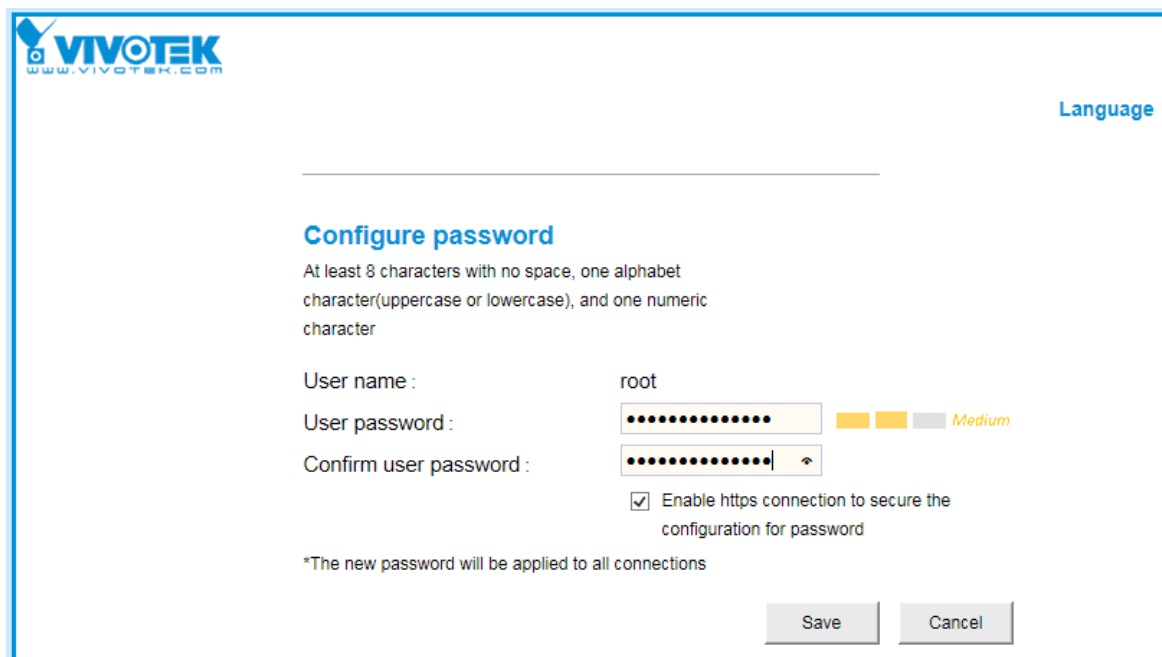 VIVOTEK
www.vivotek.com
Language
Configure password
At least 8 characters with no space, one alphabet
character(uppercase or lowercase), and one numeric
character
User name : root
User password : •••••••••••••• Medium
Confirm user password : ••••••••••••••
Enable https connection to secure the
configuration for password
*The new password will be applied to all connections
Save Cancel